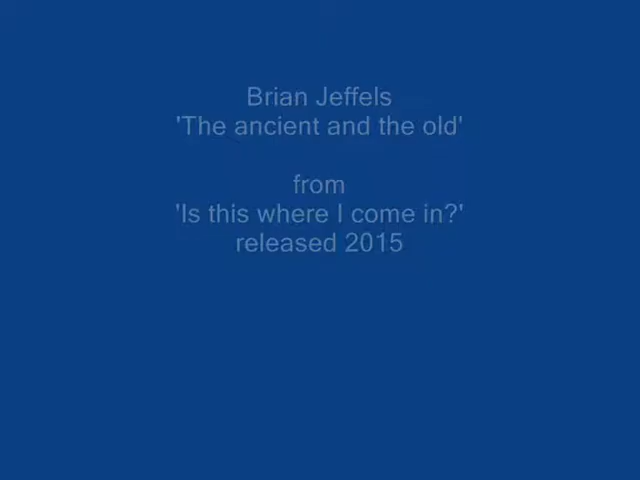 Brian Jeffels
'The ancient and the old'
from
'Is this where I come in?'
released 2015